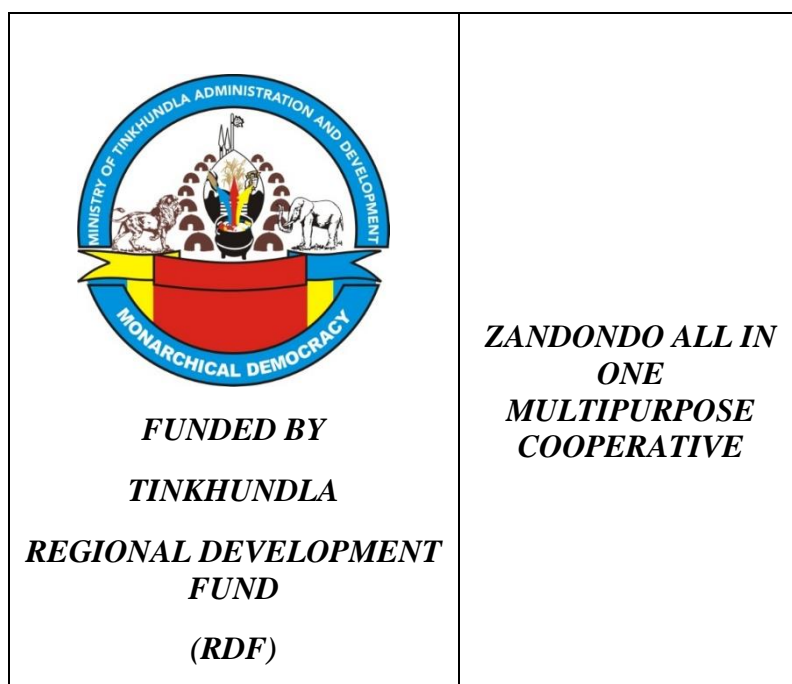 MINISTRY OF TINKHUNDLA ADMINISTRATION AND DEVELOPMENT
MONARCHICAL DEMOCRACY
FUNDED BY
TINKHUNDLA
REGIONAL DEVELOPMENT
FUND
(RDF)
ZANDONDO ALL IN
ONE
MULTIPURPOSE
COOPERATIVE